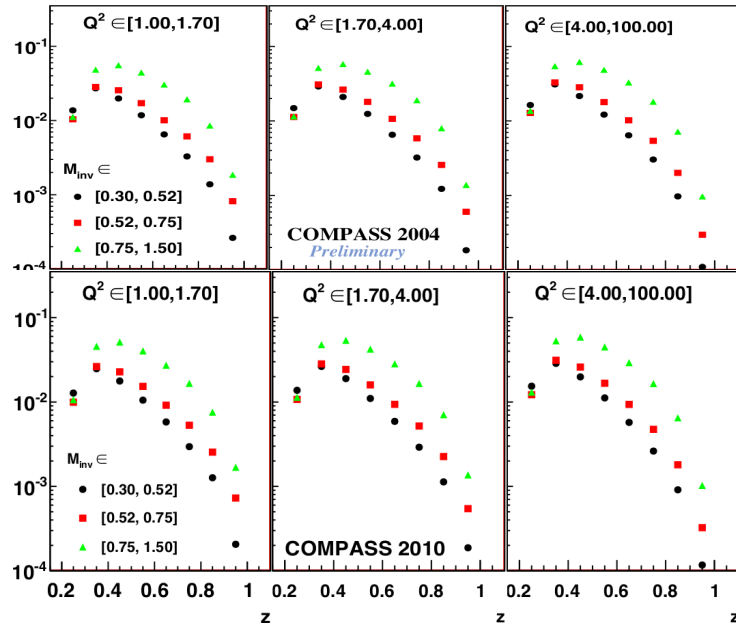 Q² ∈[1.00,1.70]
Q² ∈[1.70,4.00]
Q² ∈[4.00,100.00]
10⁻¹
10⁻²
10⁻³
10⁻⁴
M_inv ∈
[0.30, 0.52]
[0.52, 0.75]
[0.75, 1.50]
COMPASS 2004
Preliminary
Q² ∈[1.00,1.70]
Q² ∈[1.70,4.00]
Q² ∈[4.00,100.00]
10⁻¹
10⁻²
10⁻³
10⁻⁴
M_inv ∈
[0.30, 0.52]
[0.52, 0.75]
[0.75, 1.50]
COMPASS 2010
0.2 0.4 0.6 0.8 1
0.2 0.4 0.6 0.8 1
0.2 0.4 0.6 0.8 1
z
z
z